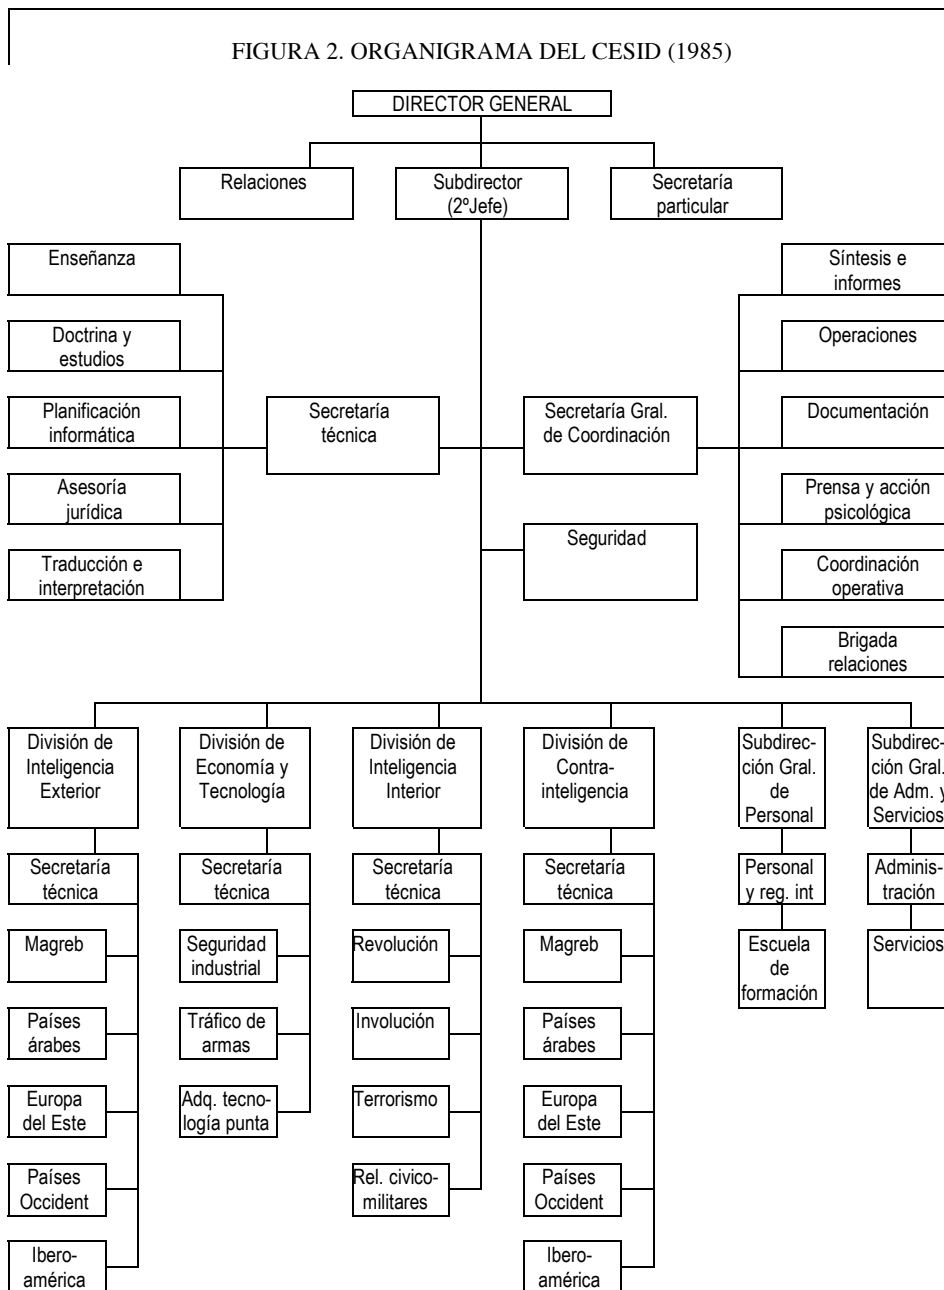 FIGURA 2. ORGANIGRAMA DEL CESID (1985)
DIRECTOR GENERAL
Relaciones
Subdirector
(2ºJefe)
Secretaría
particular
Enseñanza
Doctrina y
estudios
Planificación
informática
Asesoría
jurídica
Traducción e
interpretación
Secretaría
técnica
Secretaría Gral.
de Coordinación
Seguridad
Síntesis e
informes
Operaciones
Documentación
Prensa y acción
psicológica
Coordinación
operativa
Brigada
relaciones
División de
Inteligencia
Exterior
División de
Economía y
Tecnología
División de
Inteligencia
Interior
División de
Contra-
inteligencia
Subdirec-
ción Gral.
de
Personal
Subdirec-
ción Gral.
de Adm. y
Servicios
Secretaría
técnica
Magreb
Países
árabes
Europa
del Este
Países
Occident
Ibero-
américa
Secretaría
técnica
Seguridad
industrial
Tráfico de
armas
Adq. tecno-
logía punta
Secretaría
técnica
Revolución
Involución
Terrorismo
Rel. civico-
militares
Secretaría
técnica
Magreb
Países
árabes
Europa
del Este
Países
Occident
Ibero-
américa
Personal
y reg. int
Escuela
de
formación
Adminis-
tración
Servicios